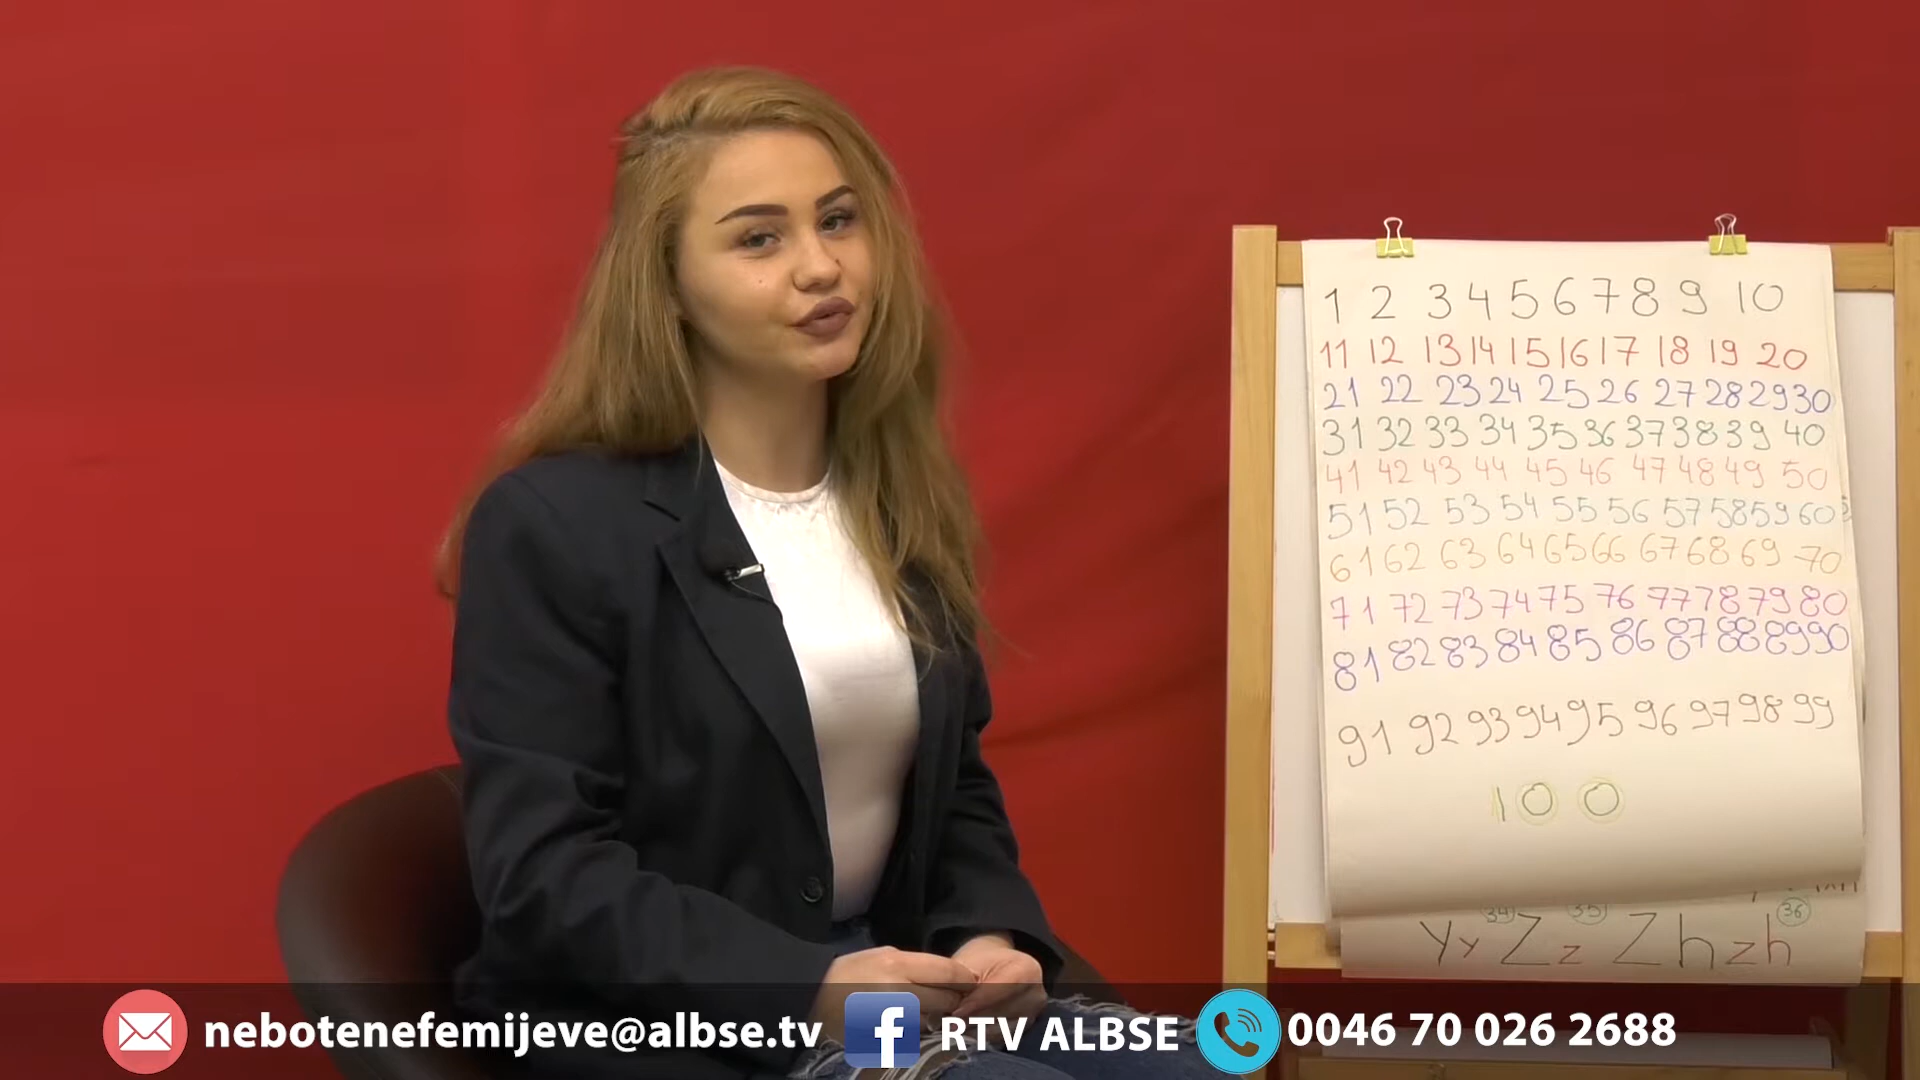 1 2 3 4 5 6 7 8 9 10
11 12 13 14 15 16 17 18 19 20
21 22 23 24 25 26 27 28 29 30
31 32 33 34 35 36 37 38 39 40
41 42 43 44 45 46 47 48 49 50
51 52 53 54 55 56 57 58 59 60
61 62 63 64 65 66 67 68 69 70
71 72 73 74 75 76 77 78 79 80
81 82 83 84 85 86 87 88 89 90
91 92 93 94 95 96 97 98 99
100
34 35 36
Y y Z z Zh zh
nebotenefemijeve@albse.tv RTV ALBSE 0046 70 026 2688